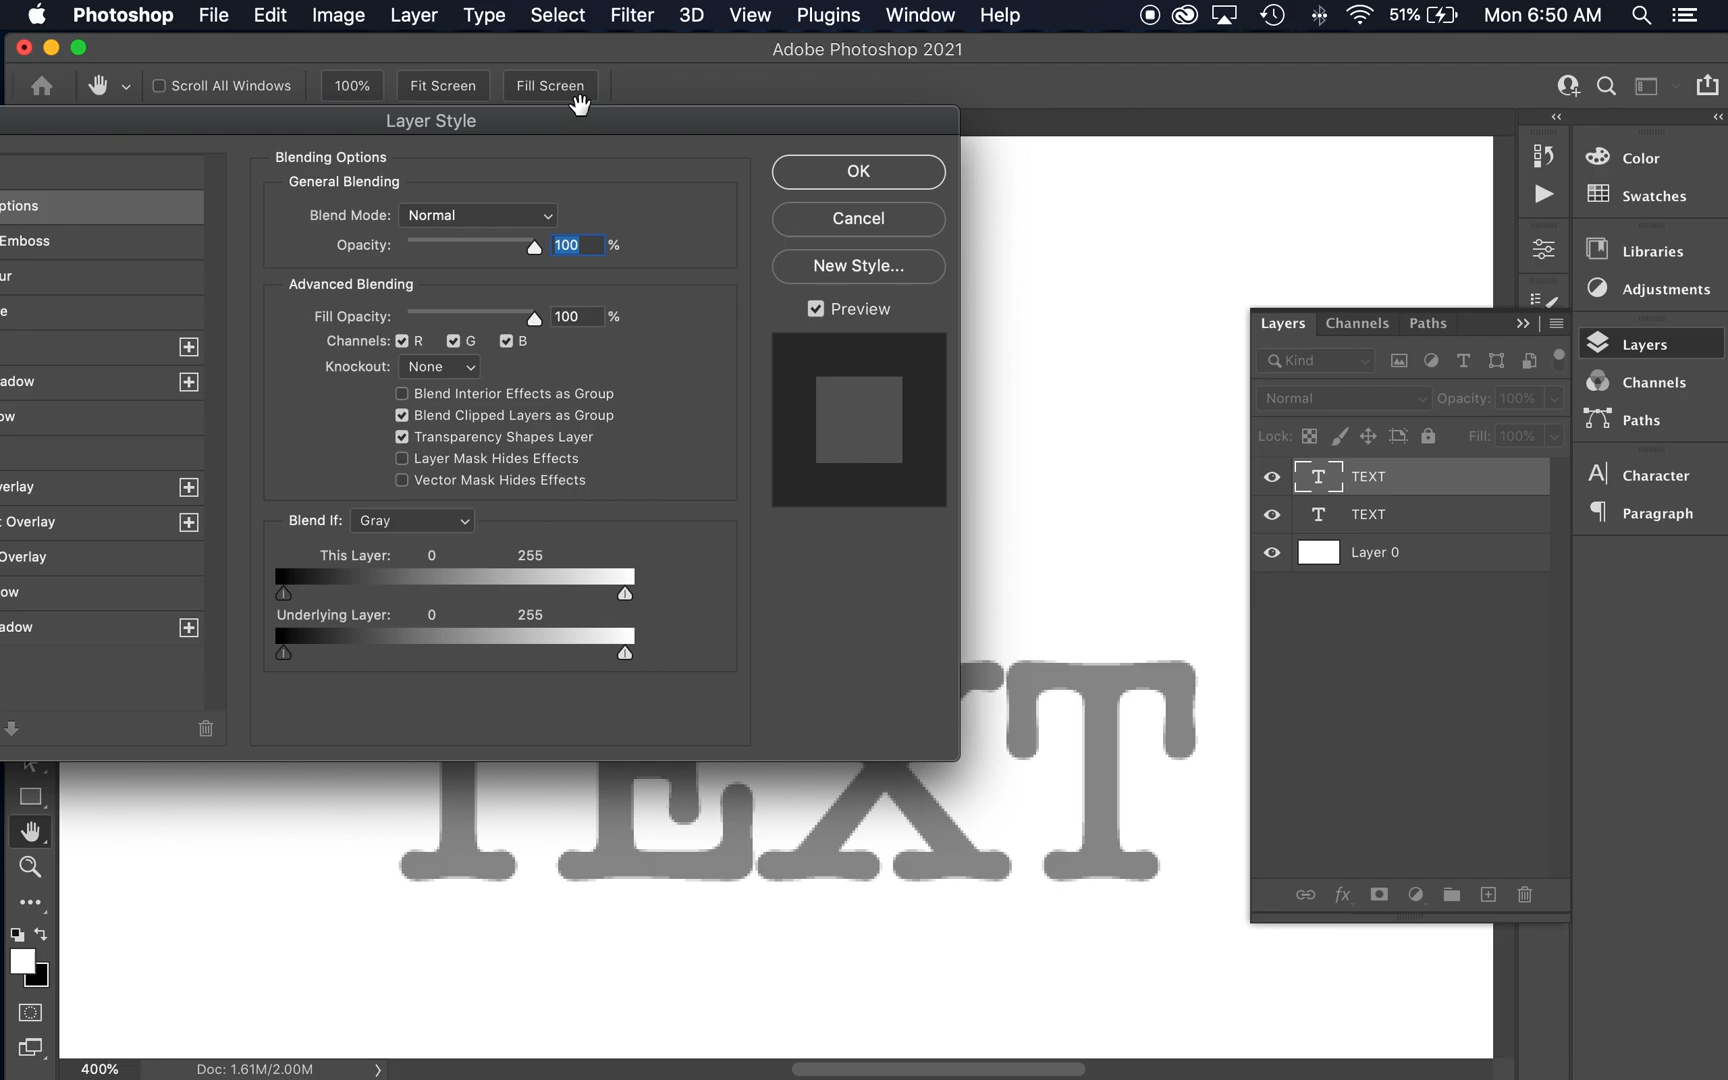 Photoshop File Edit Image Layer Type Select Filter 3D View Plugins Window Help 51% Mon 6:50 AM
Adobe Photoshop 2021
Scroll All Windows 100% Fit Screen Fill Screen
Layer Style
Blending Options
General Blending
Blend Mode: Normal
Opacity: 100 %
Advanced Blending
Fill Opacity: 100 %
Channels: R G B
Knockout: None
Blend Interior Effects as Group
Blend Clipped Layers as Group
Transparency Shapes Layer
Layer Mask Hides Effects
Vector Mask Hides Effects
Blend If: Gray
This Layer: 0 255
Underlying Layer: 0 255
ptions
Emboss
ur
e
adow
ow
erlay
t Overlay
Overlay
ow
adow
OK
Cancel
New Style...
Preview
TEXT
Layers Channels Paths
Kind
Normal Opacity: 100%
Lock: Fill: 100%
TEXT
TEXT
Layer 0
fx
Color
Swatches
Libraries
Adjustments
Layers
Channels
Paths
Character
Paragraph
400% Doc: 1.61M/2.00M